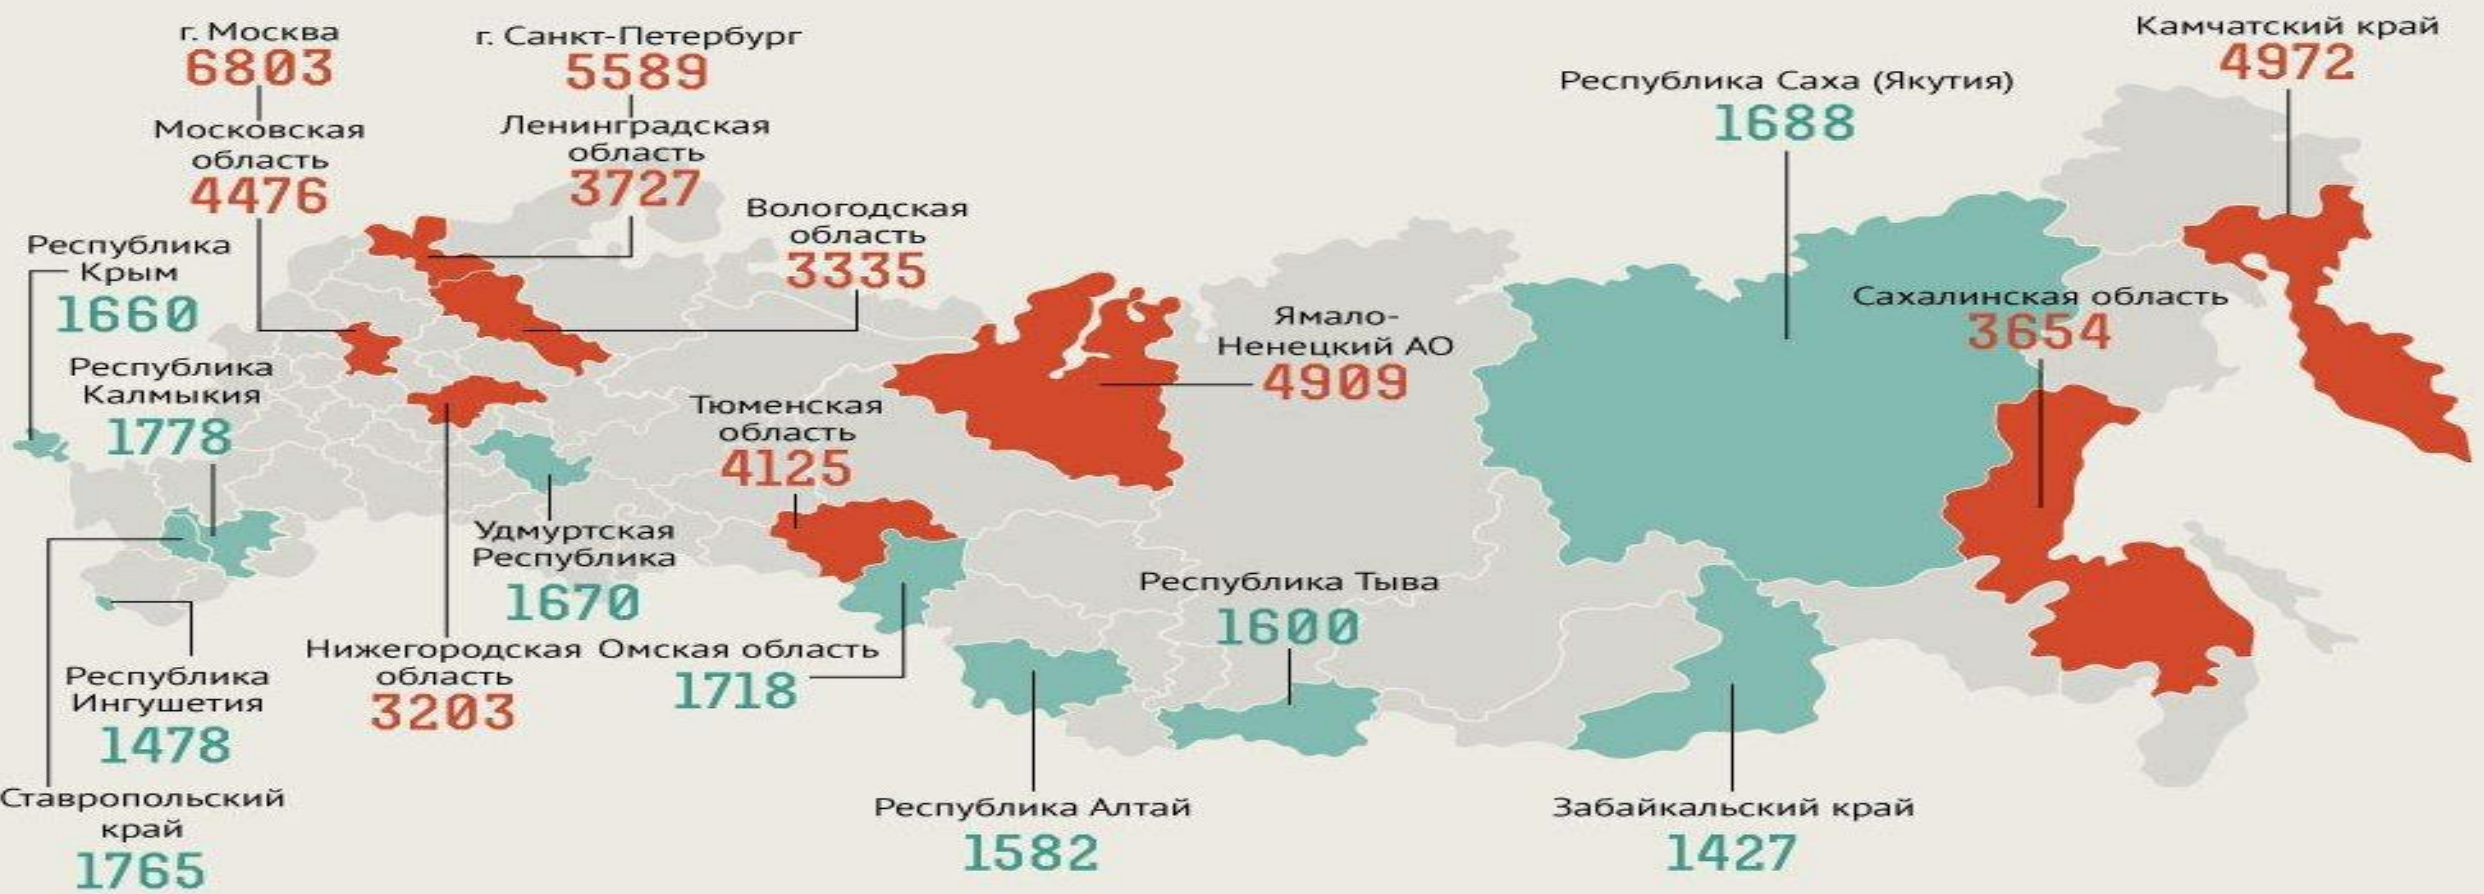 г. Москва
6803
Московская
область
4476
г. Санкт-Петербург
5589
Ленинградская
область
3727
Вологодская
область
3335
Республика
Крым
1660
Республика
Калмыкия
1778
Тюменская
область
4125
Ямало-
Ненецкий АО
4909
Республика Саха (Якутия)
1688
Камчатский край
4972
Сахалинская область
3654
Удмуртская
Республика
1670
Нижегородская
область
3203
Омская область
1718
Республика Тыва
1600
Республика
Ингушетия
1478
Ставропольский
край
1765
Республика Алтай
1582
Забайкальский край
1427